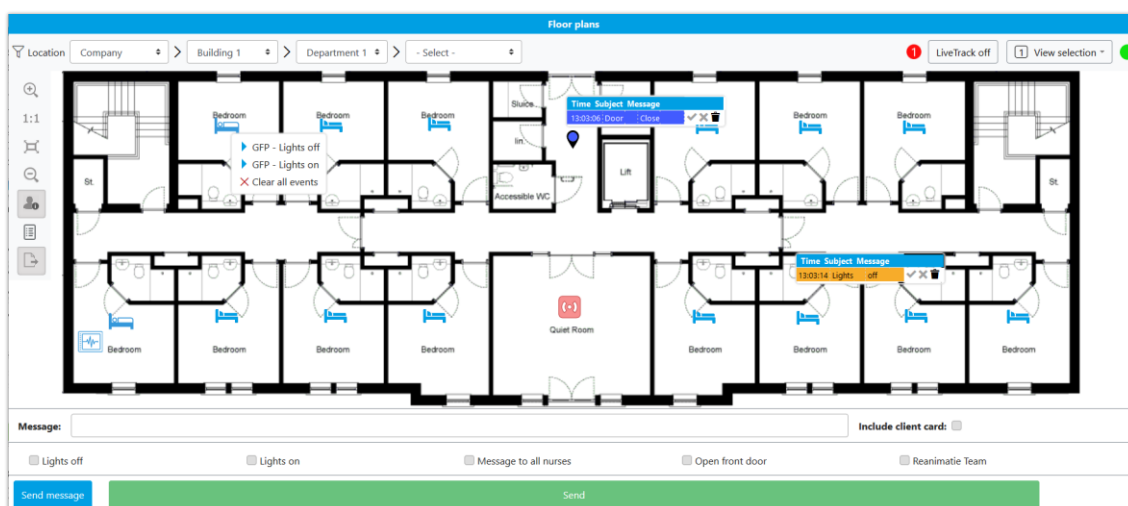 Floor plans
Location Company Building 1 Department 1 - Select - 1 LiveTrack off 1 View selection
1:1
Bedroom Bedroom Bedroom Sluice Bedroom Bedroom Bedroom
Time Subject Message
13:03:06 Door Close
lin.
GFP - Lights off
GFP - Lights on
Clear all events
St. Lift St.
Accessible WC
Time Subject Message
13:03:14 Lights off
Quiet Room
Bedroom Bedroom Bedroom Bedroom Bedroom Bedroom Bedroom Bedroom
Message: Include client card:
Lights off Lights on Message to all nurses Open front door Reanimatie Team
Send message Send